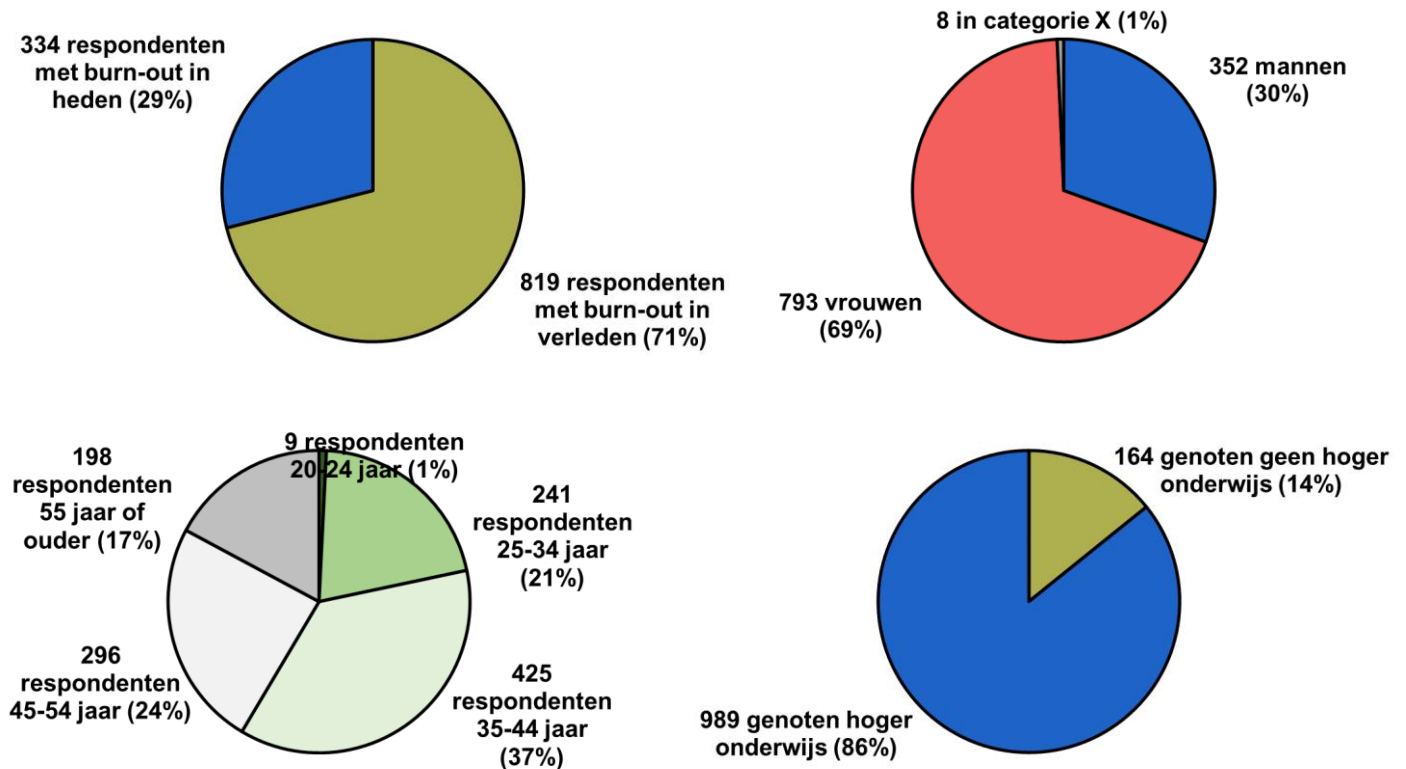 334 respondenten
met burn-out in
heden (29%)
819 respondenten
met burn-out in
verleden (71%)
8 in categorie X (1%)
352 mannen
(30%)
793 vrouwen
(69%)
9 respondenten
20-24 jaar (1%)
241
respondenten
25-34 jaar
(21%)
425
respondenten
35-44 jaar
(37%)
296
respondenten
45-54 jaar (24%)
198
respondenten
55 jaar of
ouder (17%)
164 genoten geen hoger
onderwijs (14%)
989 genoten hoger
onderwijs (86%)